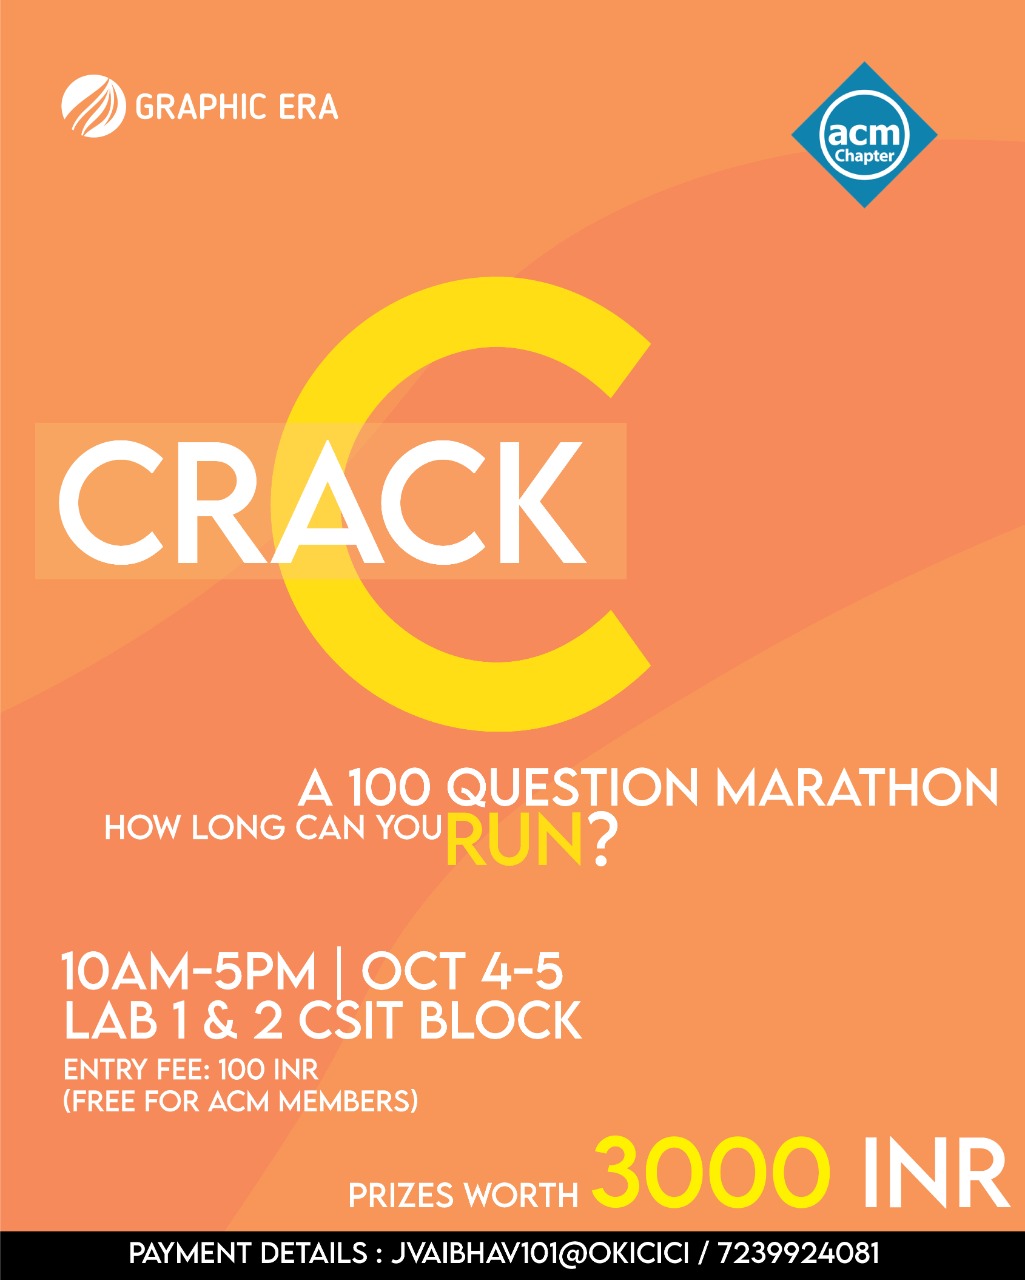 GRAPHIC ERA
acm
Chapter
C
CRACK
A 100 QUESTION MARATHON
HOW LONG CAN YOU RUN?
10AM-5PM | OCT 4-5
LAB 1 & 2 CSIT BLOCK
ENTRY FEE: 100 INR
(FREE FOR ACM MEMBERS)
PRIZES WORTH 3000 INR
PAYMENT DETAILS : JVAIBHAV101@OKICICI / 7239924081